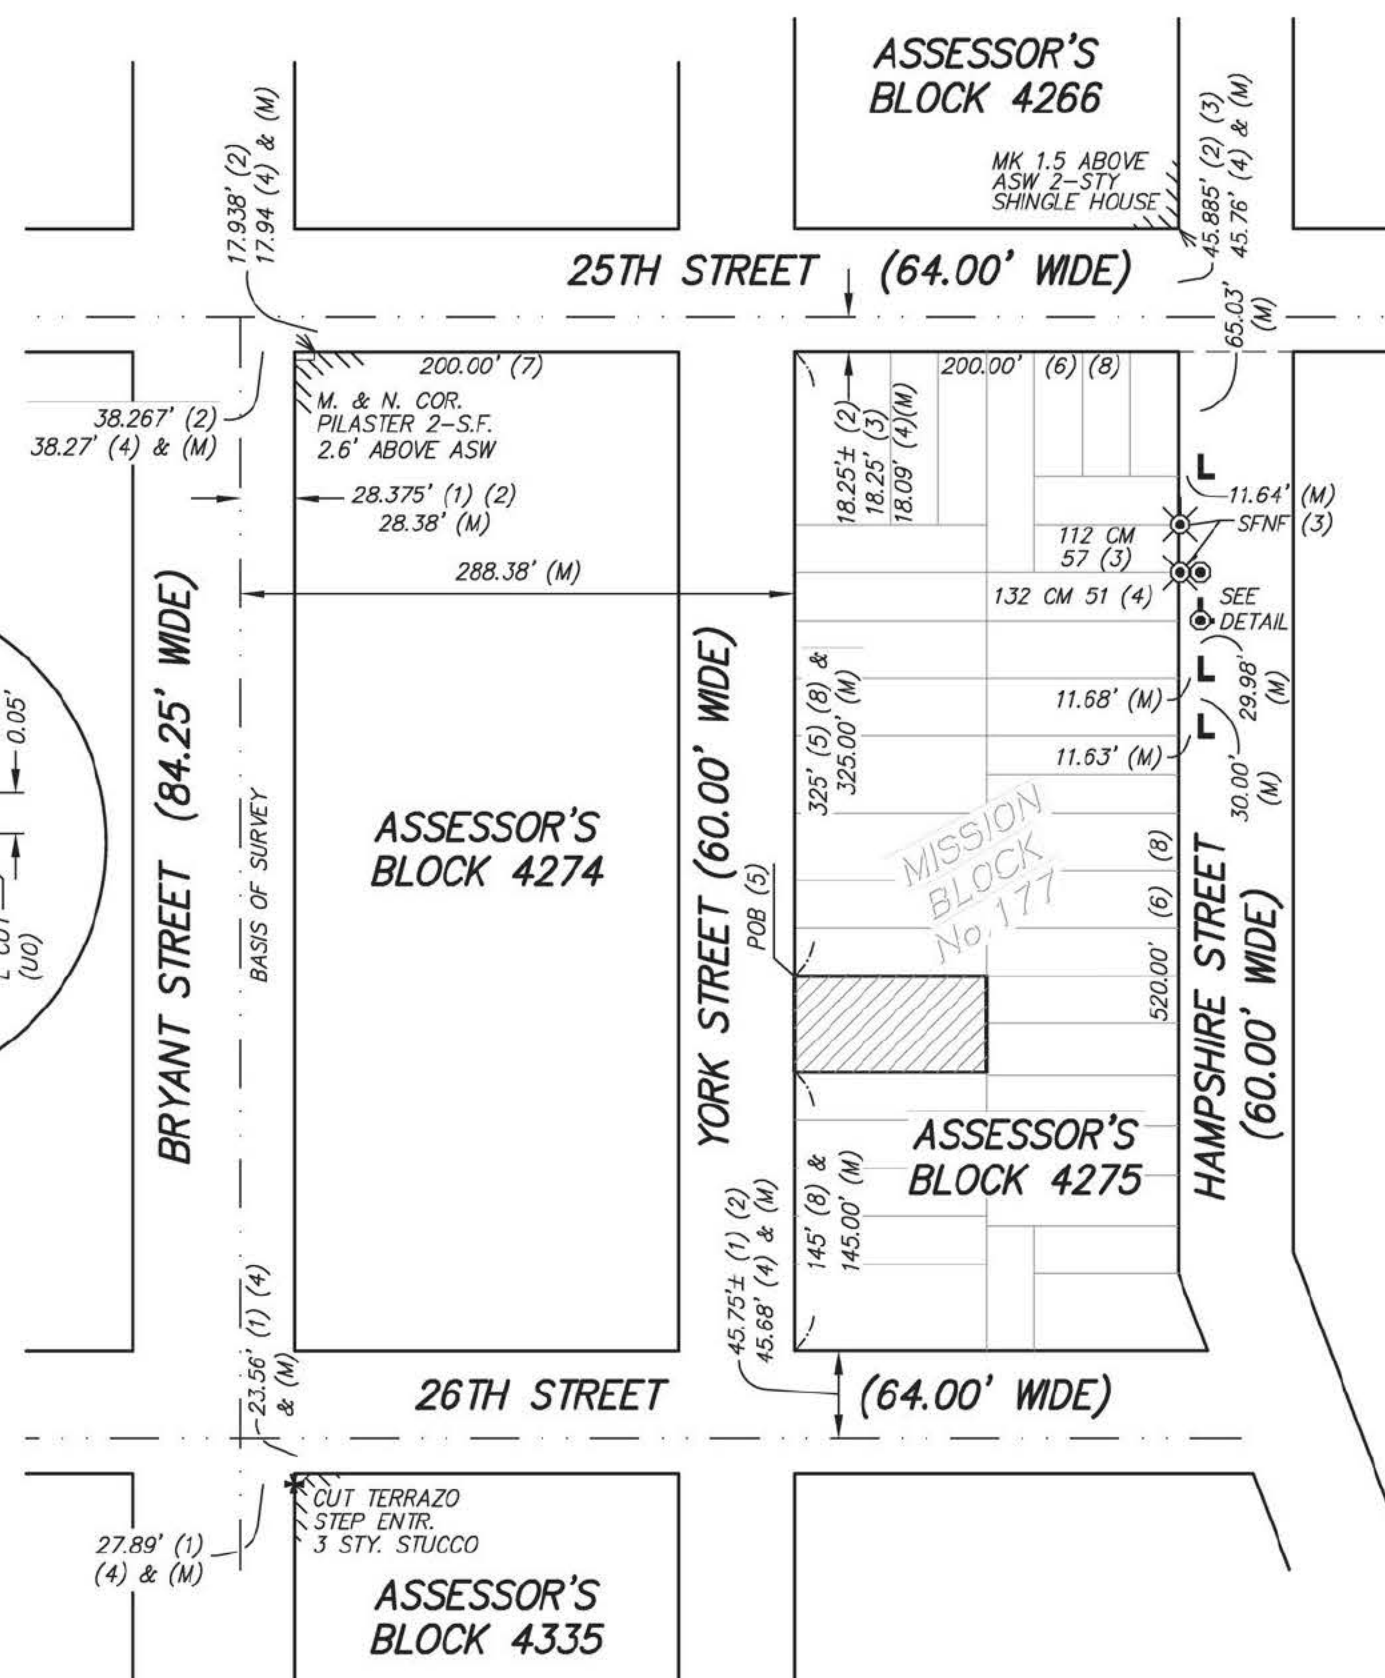 ASSESSOR'S
BLOCK 4266
MK 1.5 ABOVE
ASW 2-STY
SHINGLE HOUSE
45.885' (2) (3)
45.76' (4) & (M)
17.938' (2)
17.94 (4) & (M)
25TH STREET (64.00' WIDE)
65.03'
(M)
200.00' (7)
200.00' (6) (8)
38.267' (2)
38.27' (4) & (M)
M. & N. COR.
PILASTER 2-S.F.
2.6' ABOVE ASW
18.25'± (2)
18.25' (3)
18.09' (4)(M)
28.375' (1) (2)
28.38' (M)
11.64' (M)
SFNF (3)
112 CM
57 (3)
288.38' (M)
132 CM 51 (4)
SEE
DETAIL
BRYANT STREET (84.25' WIDE)
BASIS OF SURVEY
0.05'
(UO)
ASSESSOR'S
BLOCK 4274
YORK STREET (60.00' WIDE)
325' (5) (8) &
325.00' (M)
11.68' (M)
29.98'
(M)
11.63' (M)
30.00'
(M)
MISSION
BLOCK
No. 177
POB (5)
520.00' (6) (8)
HAMPSHIRE STREET
(60.00' WIDE)
ASSESSOR'S
BLOCK 4275
145' (8) &
145.00' (M)
45.75'± (1) (2)
45.68' (4) & (M)
23.56' (1) (4)
& (M)
26TH STREET (64.00' WIDE)
CUT TERRAZO
STEP ENTR.
3 STY. STUCCO
27.89' (1)
(4) & (M)
ASSESSOR'S
BLOCK 4335